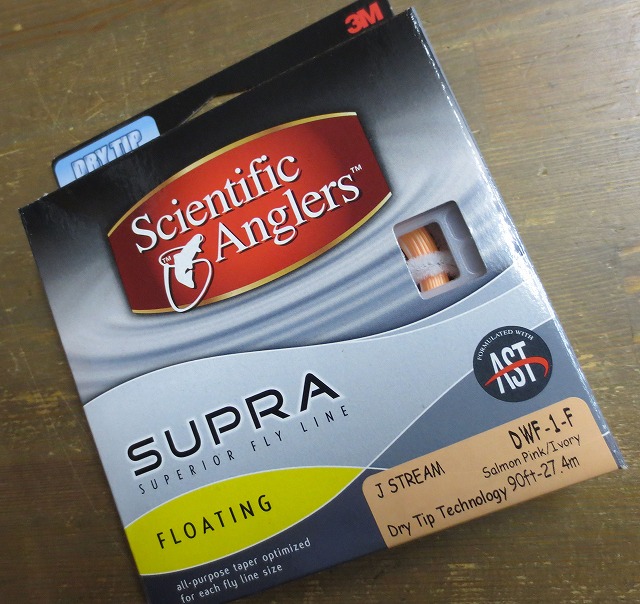 3M
DRY TIP
Scientific
Anglers™
TM
FORMULATED WITH
AST
SUPRA
SUPERIOR FLY LINE
FLOATING
all-purpose taper optimized
for each fly line size
J STREAM
DWF-1-F
Salmon Pink/Ivory
Dry Tip Technology 90ft-27.4m